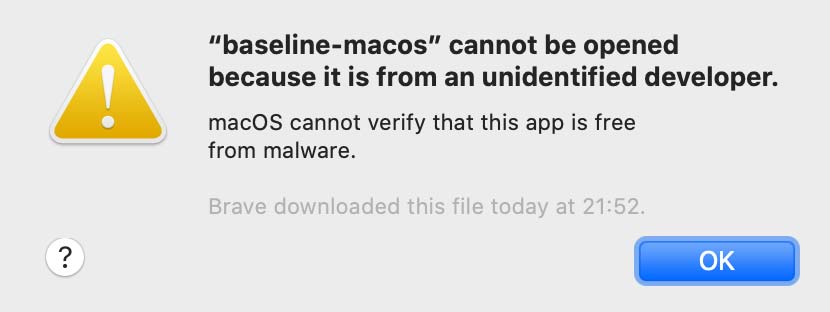 “baseline-macos” cannot be opened
because it is from an unidentified developer.
macOS cannot verify that this app is free
from malware.
Brave downloaded this file today at 21:52.
?
OK